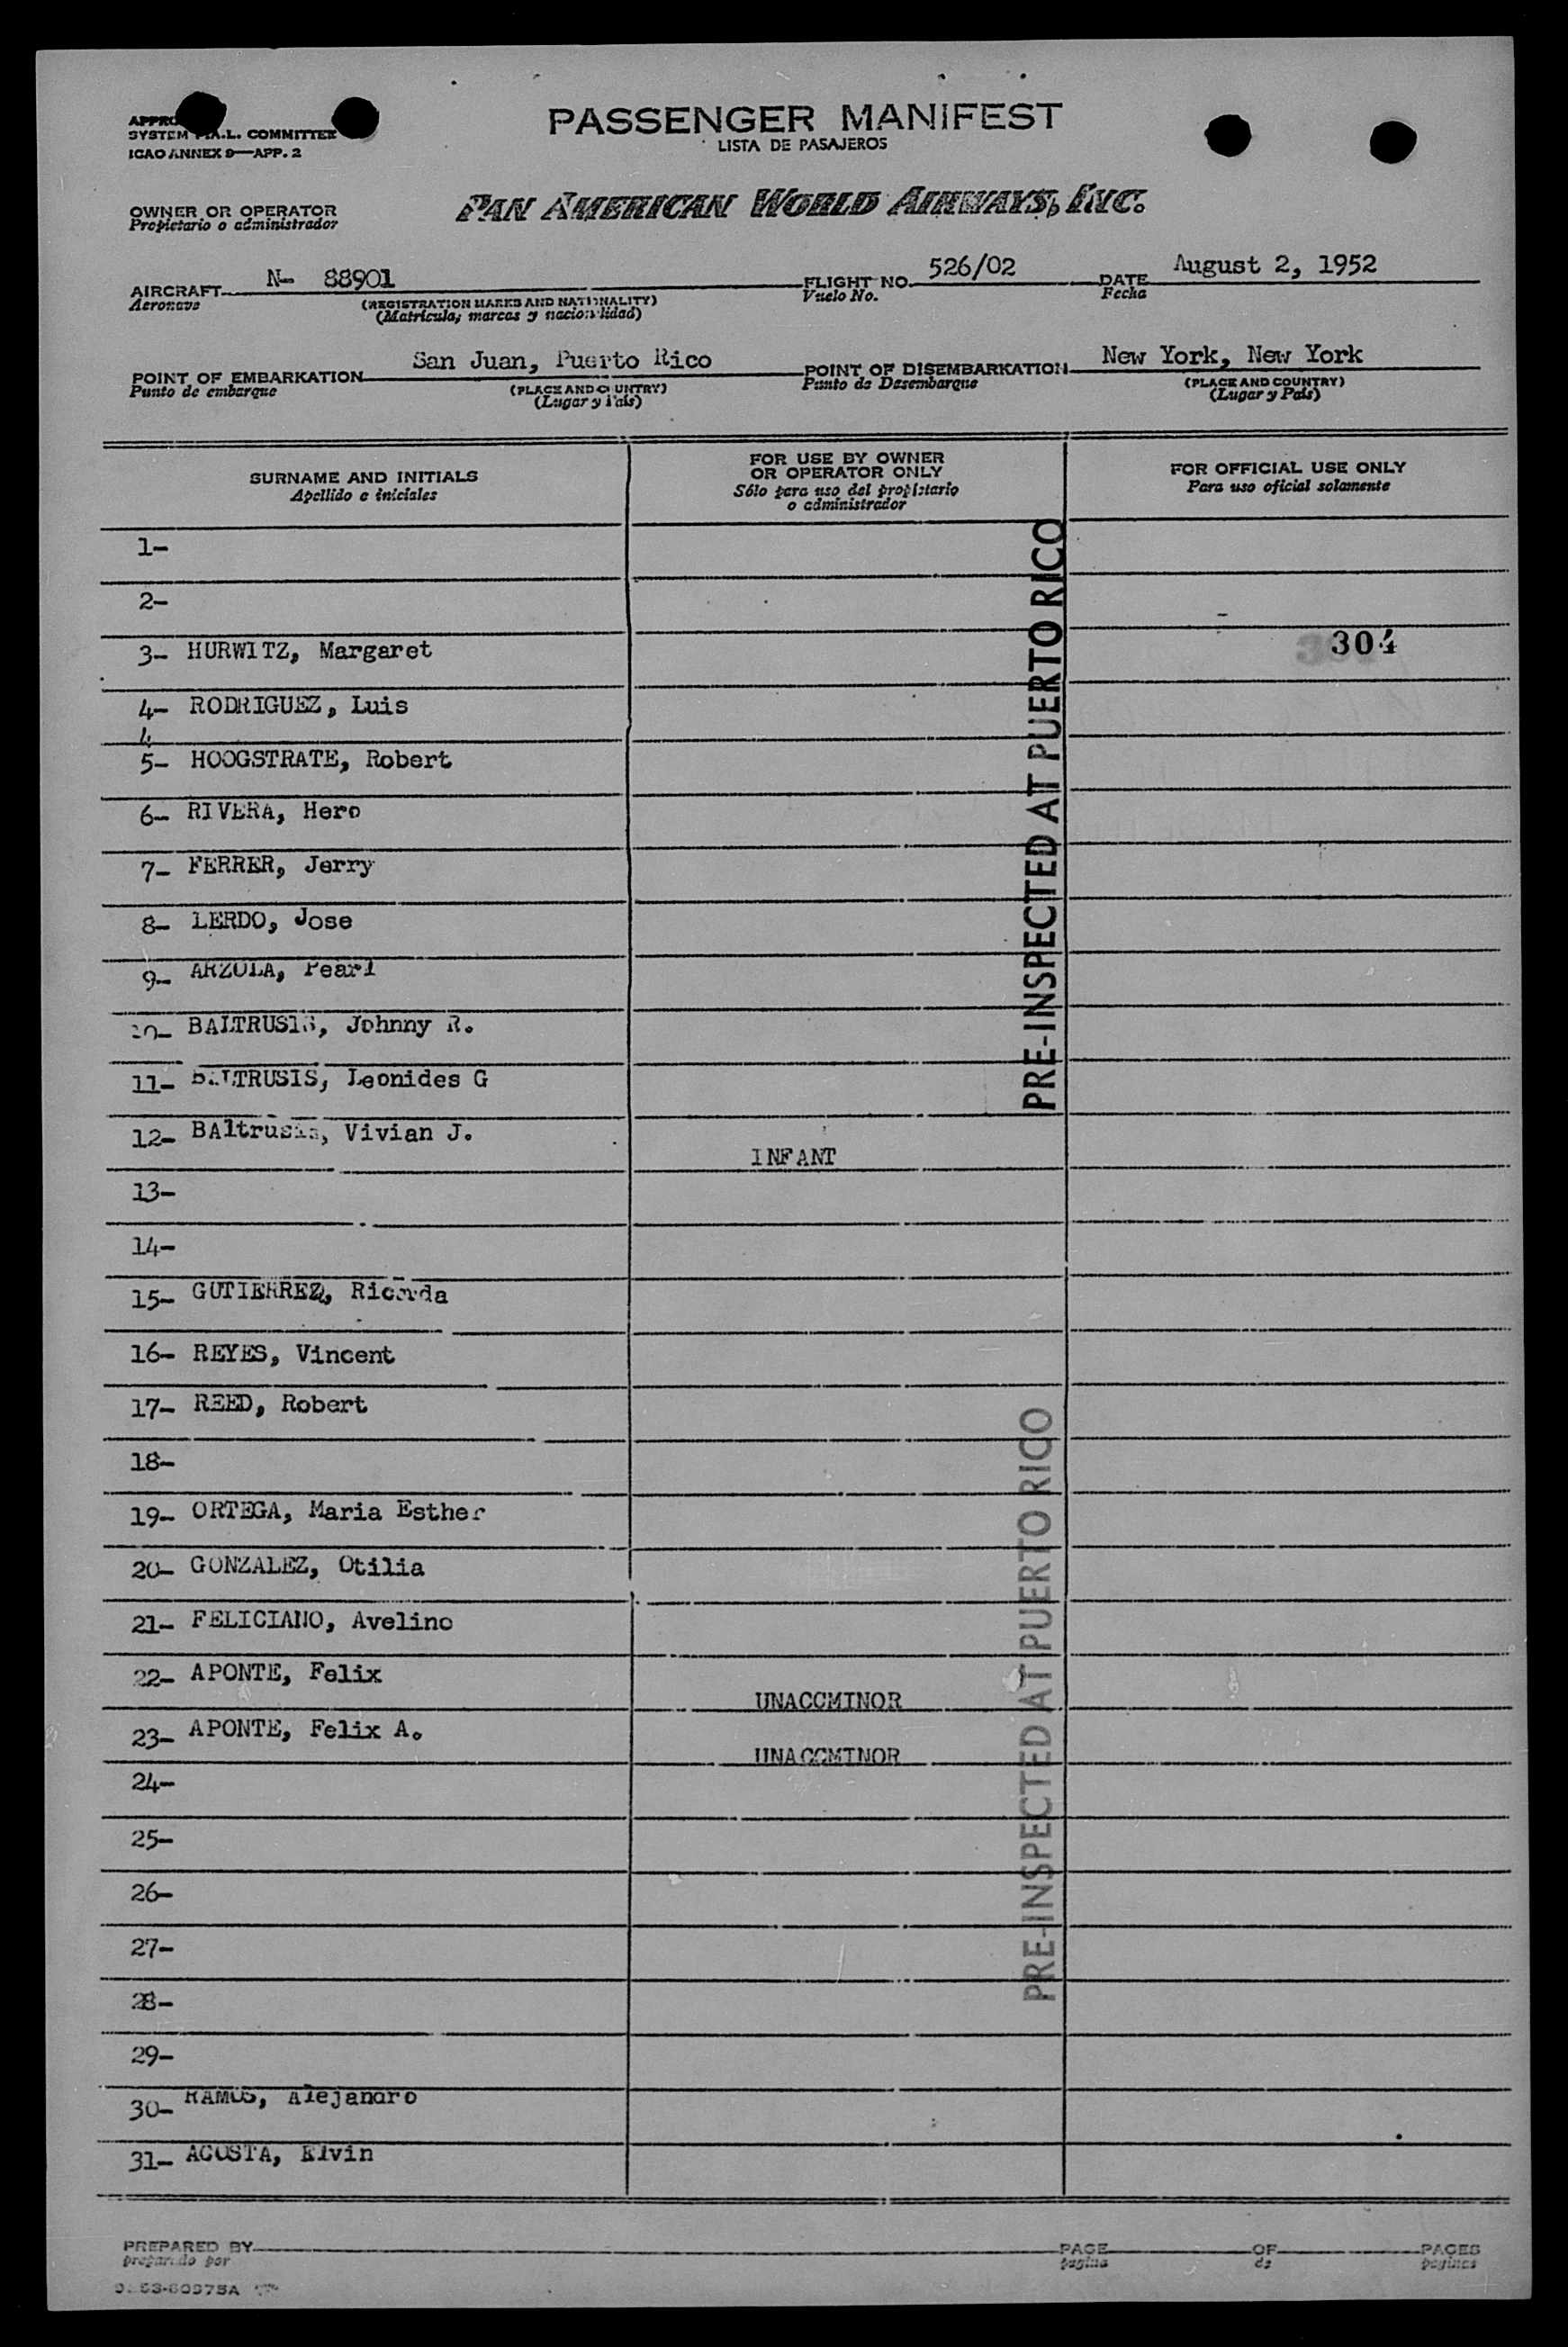 PASSENGER MANIFEST
LISTA DE PASAJEROS
SYSTEM COMMITTEE
ICAO ANNEX 9—APP. 2
OWNER OR OPERATOR
Propietario o administrador
PAN AMERICAN WORLD AIRWAYS, INC.
AIRCRAFT N- 88901 FLIGHT NO. 526/02 DATE August 2, 1952
Aeronave (REGISTRATION MARKS AND NATIONALITY) Vuelo No. Fecha
(Matrícula, marcas y nacionalidad)
POINT OF EMBARKATION San Juan, Puerto Rico POINT OF DISEMBARKATION New York, New York
Punto de embarque (PLACE AND COUNTRY) Punto de Desembarque (PLACE AND COUNTRY)
(Lugar y País) (Lugar y País)
SURNAME AND INITIALS
Apellido e iniciales
FOR USE BY OWNER
OR OPERATOR ONLY
Sólo para uso del propietario
o administrador
FOR OFFICIAL USE ONLY
Para uso oficial solamente
1-
2-
3- HURWITZ, Margaret 304
4- RODRIGUEZ, Luis
4
5- HOOGSTRATE, Robert
6- RIVERA, Hero
7- FERRER, Jerry
8- LERDO, Jose
9- ARZOLA, Pearl
10- BALTRUSIS, Johnny R.
11- BALTRUSIS, Leonides G
12- BAltrusis, Vivian J. INFANT
13-
14-
15- GUTIERREZ, Ricarda
16- REYES, Vincent
17- REED, Robert
18-
19- ORTEGA, Maria Esther
20- GONZALEZ, Otilia
21- FELICIANO, Avelino
22- APONTE, Felix UNACCMINOR
23- APONTE, Felix A. UNACCMINOR
24-
25-
26-
27-
28-
29-
30- RAMOS, Alejandro
31- ACOSTA, Elvin
PRE-INSPECTED AT PUERTO RICO
PRE-INSPECTED AT PUERTO RICO
PREPARED BY PAGE OF PAGES
preparado por página de páginas